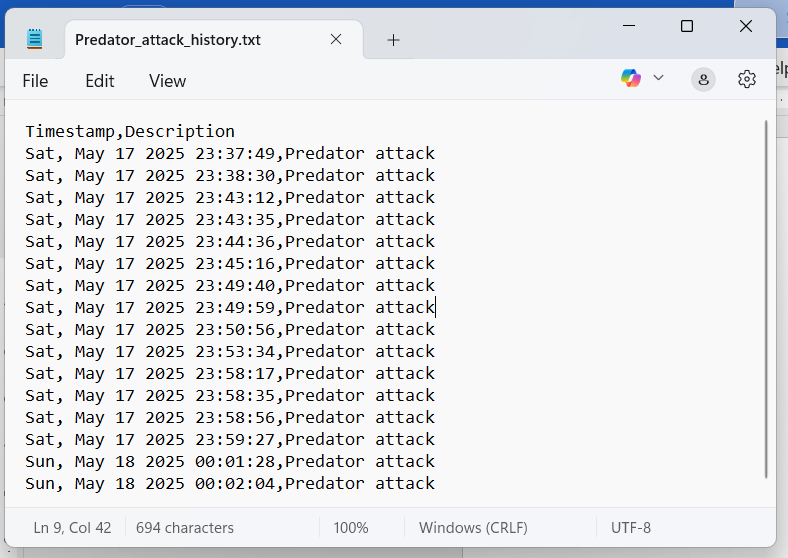 Predator_attack_history.txt
File Edit View
Timestamp,Description
Sat, May 17 2025 23:37:49,Predator attack
Sat, May 17 2025 23:38:30,Predator attack
Sat, May 17 2025 23:43:12,Predator attack
Sat, May 17 2025 23:43:35,Predator attack
Sat, May 17 2025 23:44:36,Predator attack
Sat, May 17 2025 23:45:16,Predator attack
Sat, May 17 2025 23:49:40,Predator attack
Sat, May 17 2025 23:49:59,Predator attack
Sat, May 17 2025 23:50:56,Predator attack
Sat, May 17 2025 23:53:34,Predator attack
Sat, May 17 2025 23:58:17,Predator attack
Sat, May 17 2025 23:58:35,Predator attack
Sat, May 17 2025 23:58:56,Predator attack
Sat, May 17 2025 23:59:27,Predator attack
Sun, May 18 2025 00:01:28,Predator attack
Sun, May 18 2025 00:02:04,Predator attack
Ln 9, Col 42 694 characters 100% Windows (CRLF) UTF-8